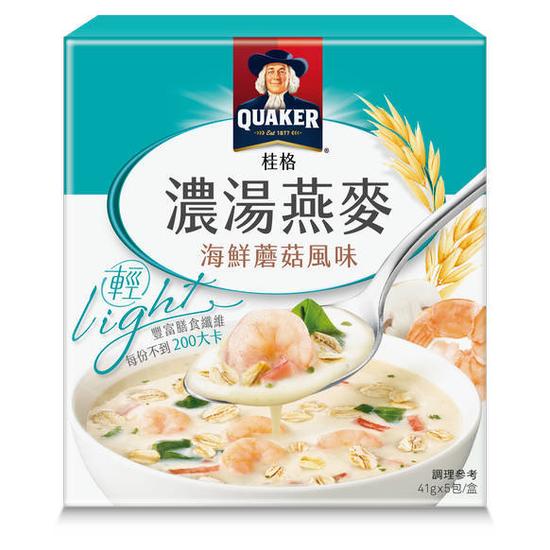 QUAKER
Est 1877
®
桂格
濃湯燕麥
海鮮蘑菇風味
輕
light
豐富膳食纖維
每份不到200大卡
調理參考
41gx5包/盒